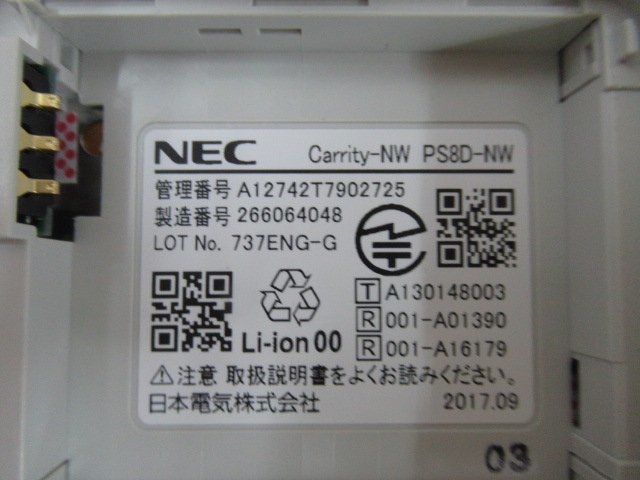 NEC Carrity-NW PS8D-NW
管理番号 A12742T7902725
製造番号 266064048
LOT No. 737ENG-G
T A130148003
R 001-A01390
Li-ion 00
R 001-A16179
⚠注意 取扱説明書をよくお読みください。
日本電気株式会社 2017.09
03